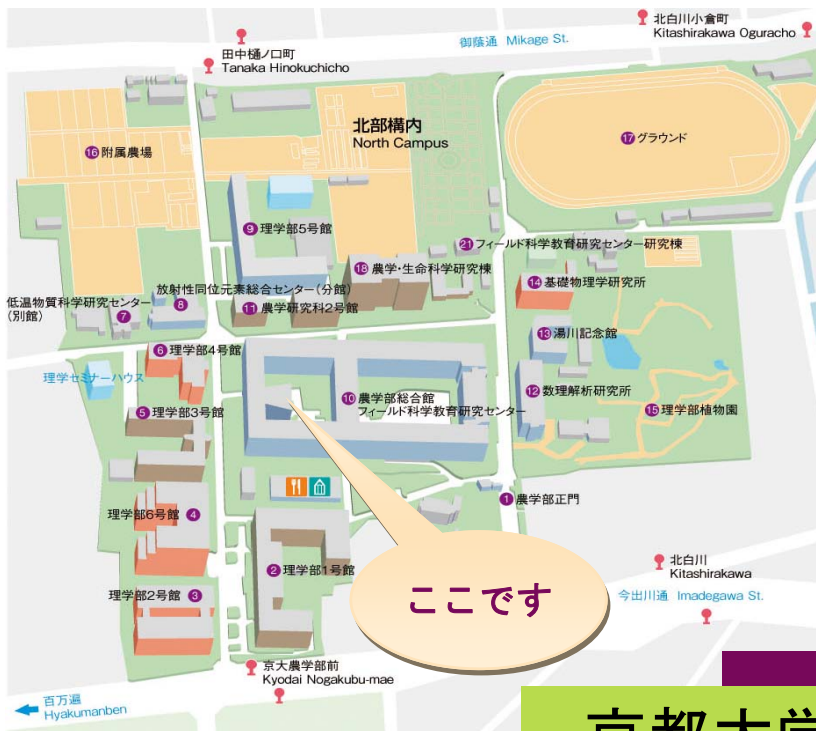 北白川小倉町
Kitashirakawa Oguracho
御蔭通 Mikage St.
田中樋ノ口町
Tanaka Hinokuchicho
北部構内
North Campus
17 グラウンド
16 附属農場
9 理学部5号館
21 フィールド科学教育研究センター研究棟
18 農学・生命科学研究棟
14 基礎物理学研究所
放射性同位元素総合センター(分館)
8
低温物質科学研究センター
(別館)
7
11 農学研究科2号館
13 湯川記念館
6 理学部4号館
理学セミナーハウス
12 数理解析研究所
10 農学部総合館
フィールド科学教育研究センター
5 理学部3号館
15 理学部植物園
1 農学部正門
理学部6号館 4
2 理学部1号館
北白川
Kitashirakawa
ここです
理学部2号館 3
今出川通 Imadegawa St.
京大農学部前
Kyodai Nogakubu-mae
百万遍
Hyakumanben
京都大学